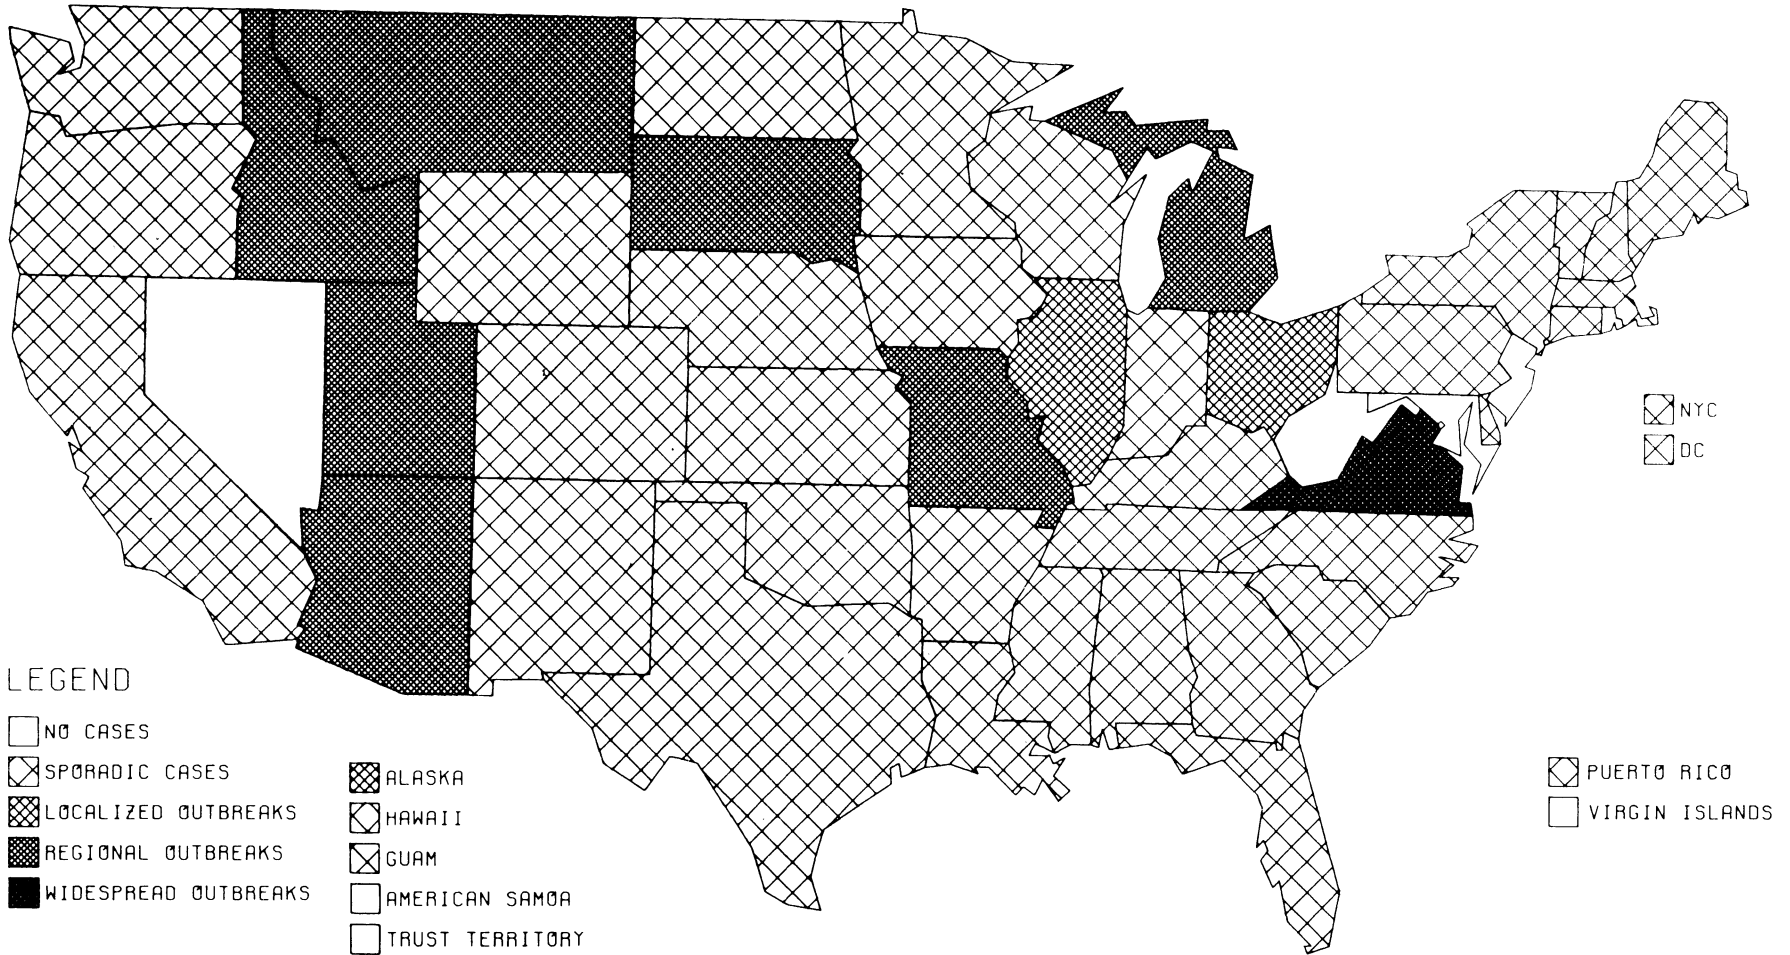 NYC
DC
LEGEND
NO CASES
SPORADIC CASES
LOCALIZED OUTBREAKS
REGIONAL OUTBREAKS
WIDESPREAD OUTBREAKS
ALASKA
HAWAII
GUAM
AMERICAN SAMOA
TRUST TERRITORY
PUERTO RICO
VIRGIN ISLANDS